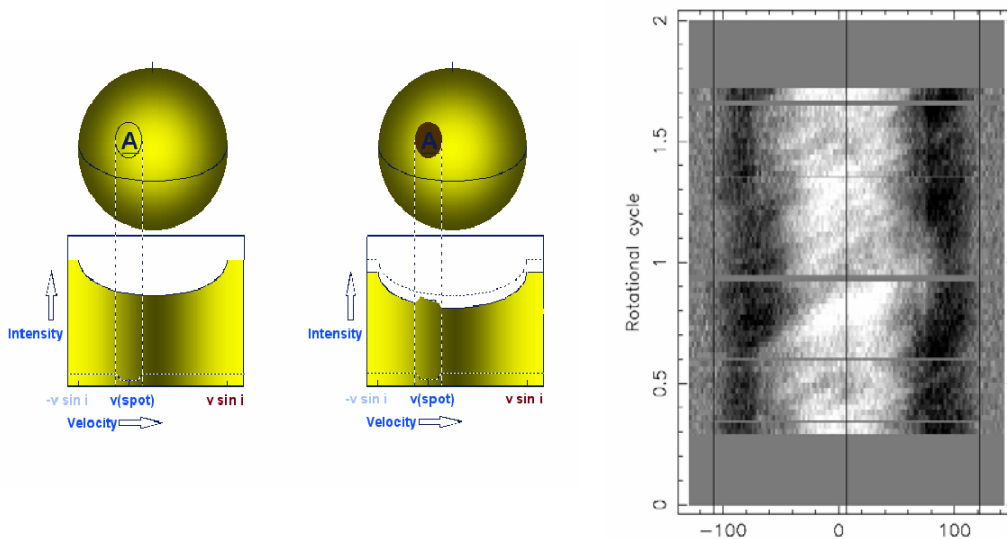 A
A
Intensity
-v sin i v(spot) v sin i
Velocity
Intensity
-v sin i v(spot) v sin i
Velocity
Rotational cycle
2
1.5
1
0.5
0
−100 0 100